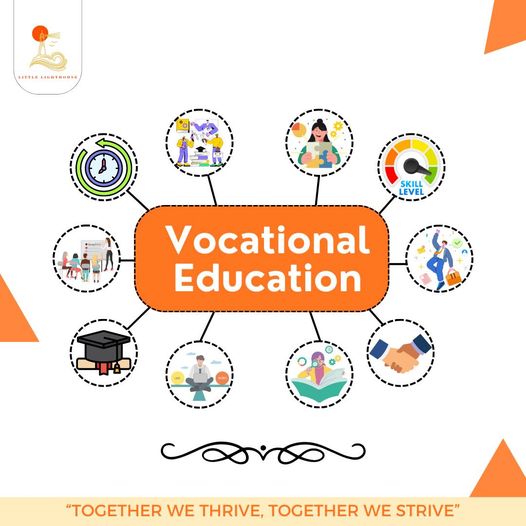 LITTLE LIGHTHOUSE
SKILL
LEVEL
Vocational
Education
“TOGETHER WE THRIVE, TOGETHER WE STRIVE”